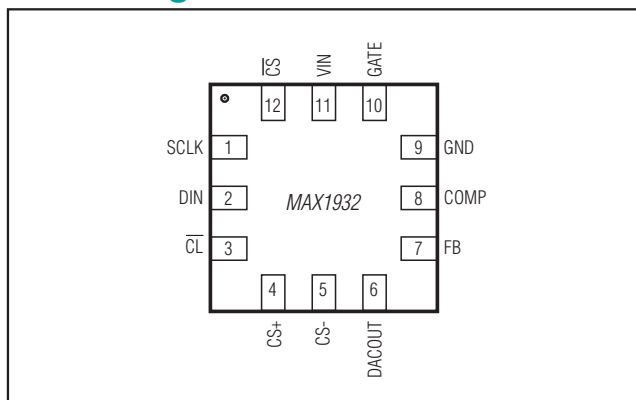 CS
VIN
GATE
12
11
10
SCLK
1
9
GND
DIN
2
MAX1932
8
COMP
CL
3
7
FB
4
5
6
CS+
CS-
DACOUT